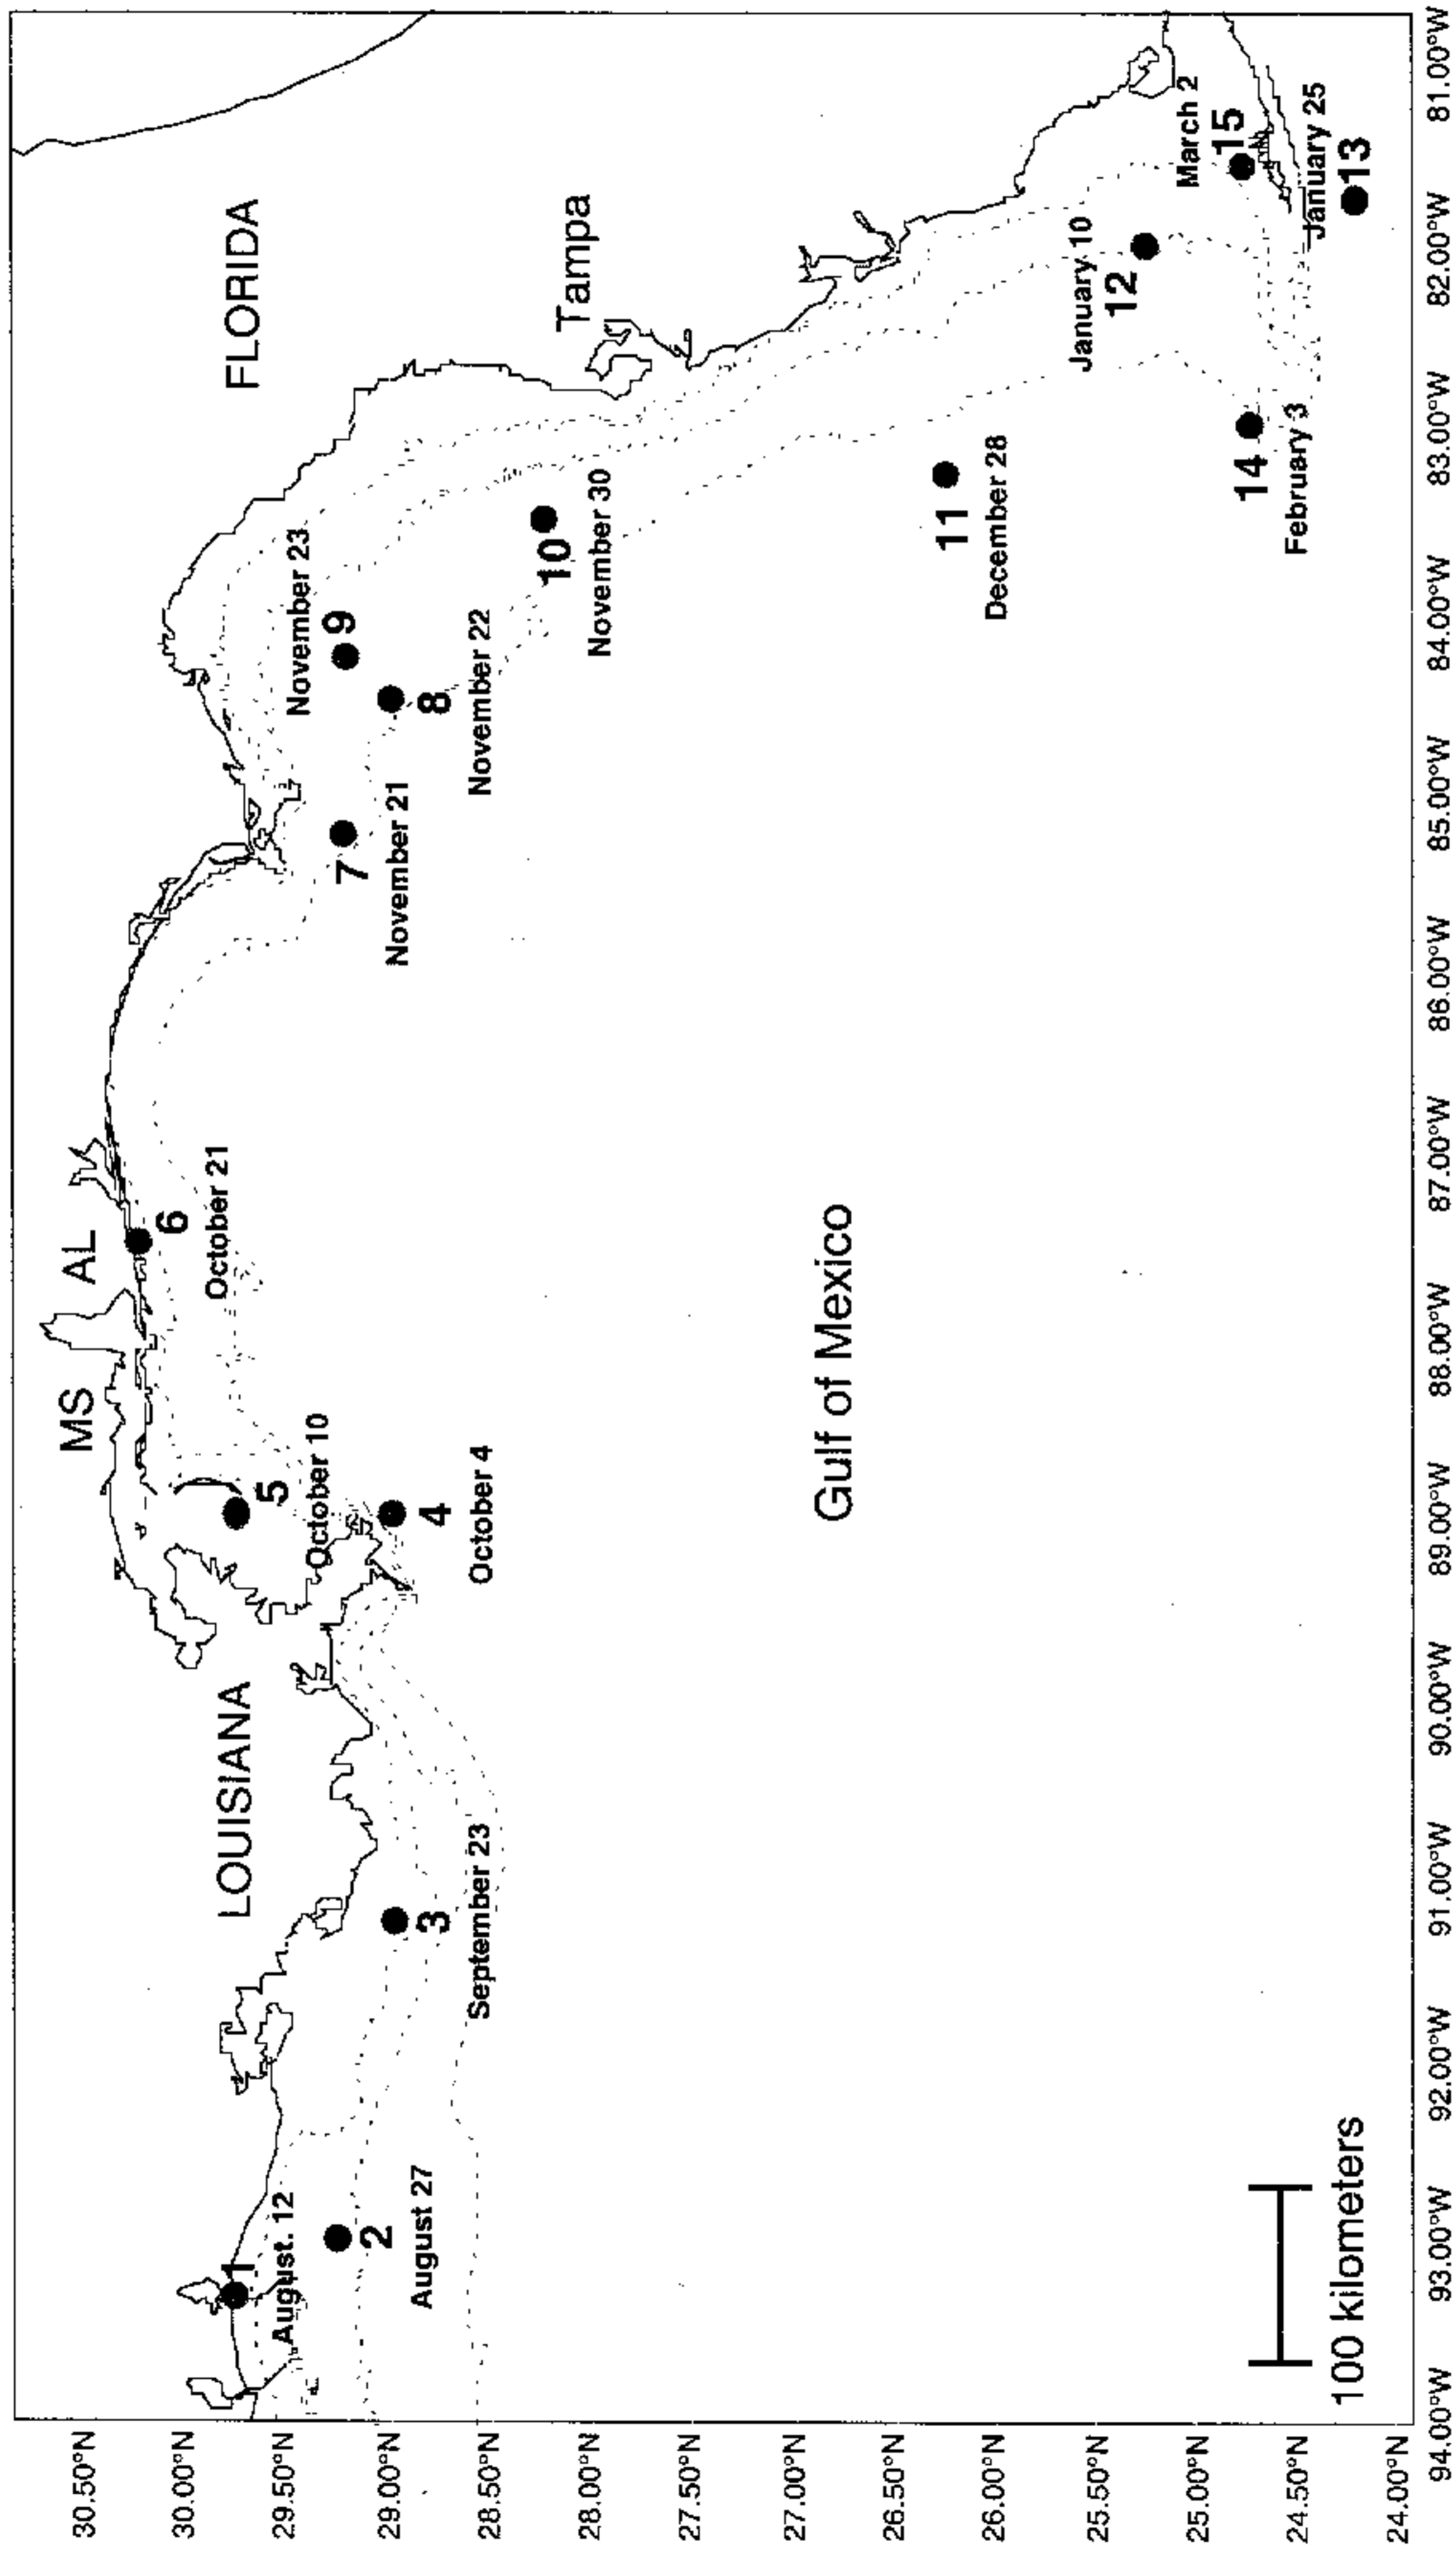 MS
AL
FLORIDA
LOUISIANA
Tampa
Gulf of Mexico
1
August. 12
2
August 27
3
September 23
4
October 4
5
October 10
6
October 21
7
November 21
8
November 22
9
November 23
10
November 30
11
December 28
12
January 10
13
January 25
14
February 3
15
March 2
100 kilometers
30.50°N
30.00°N
29.50°N
29.00°N
28.50°N
28.00°N
27.50°N
27.00°N
26.50°N
26.00°N
25.50°N
25.00°N
24.50°N
24.00°N
94.00°W
93.00°W
92.00°W
91.00°W
90.00°W
89.00°W
88.00°W
87.00°W
86.00°W
85.00°W
84.00°W
83.00°W
82.00°W
81.00°W